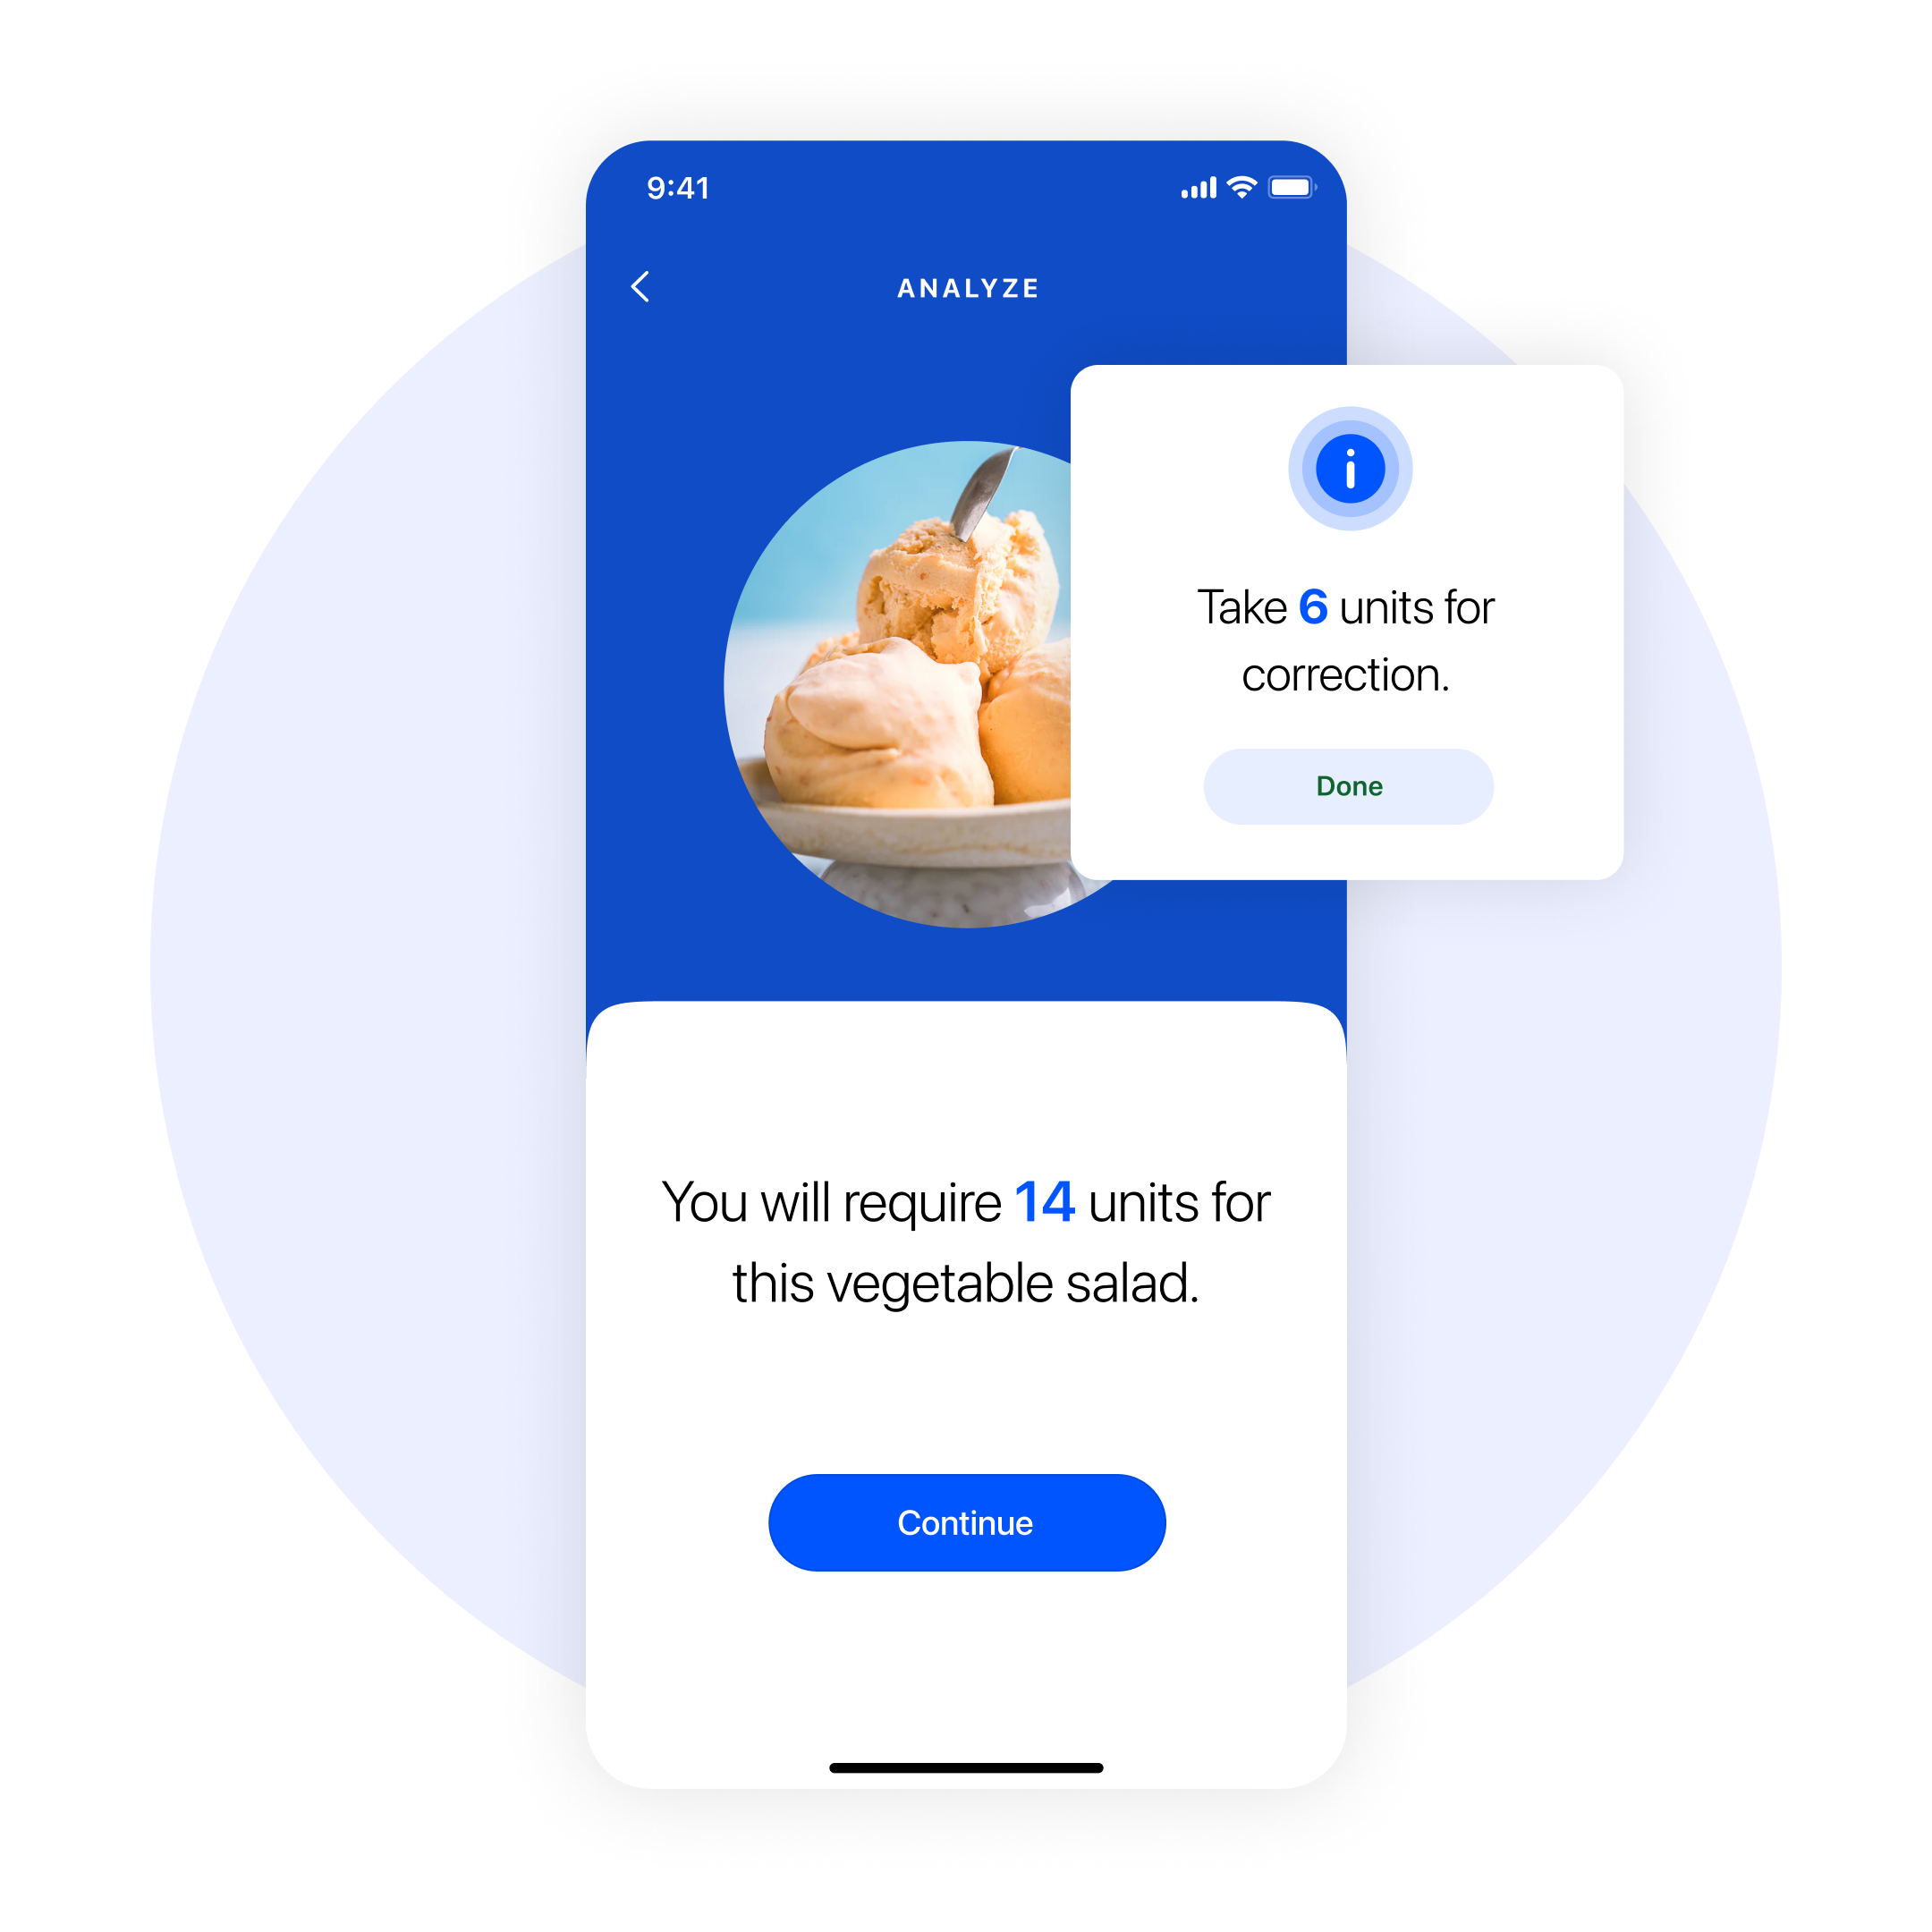 9:41
ANALYZE
Take 6 units for
correction.
Done
You will require 14 units for
this vegetable salad.
Continue